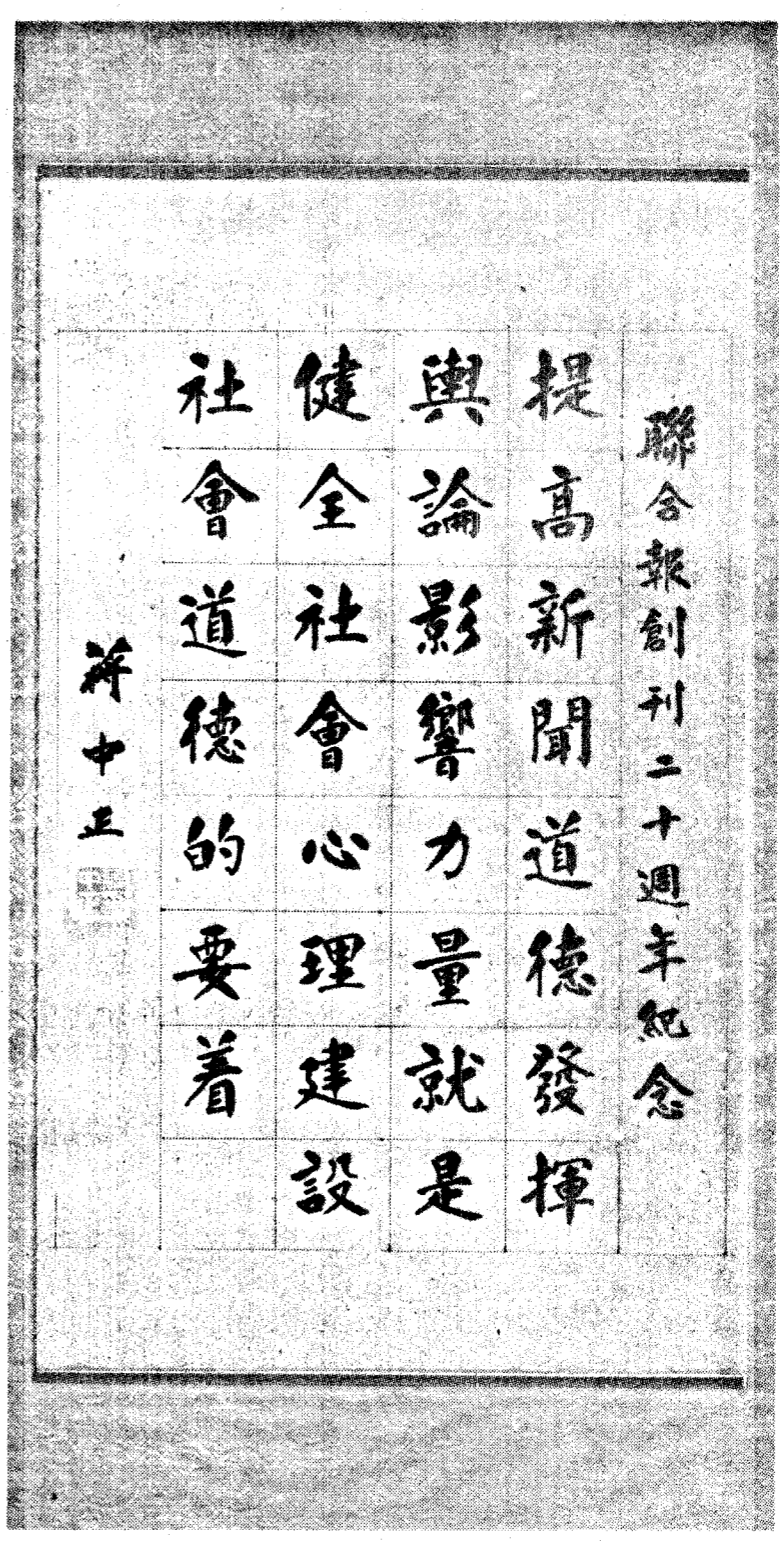 聯合報創刊二十週年紀念
提高新聞道德發揮
輿論影響力量就是
健全社會心理建設
社會道德的要着
蔣中正